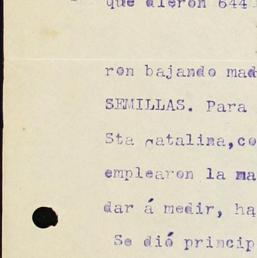 que dieron 644
ron bajando mad
SEMILLAS. Para
Sta Catalina,co
emplearon la ma
dar á medir, ha
Se dió princip